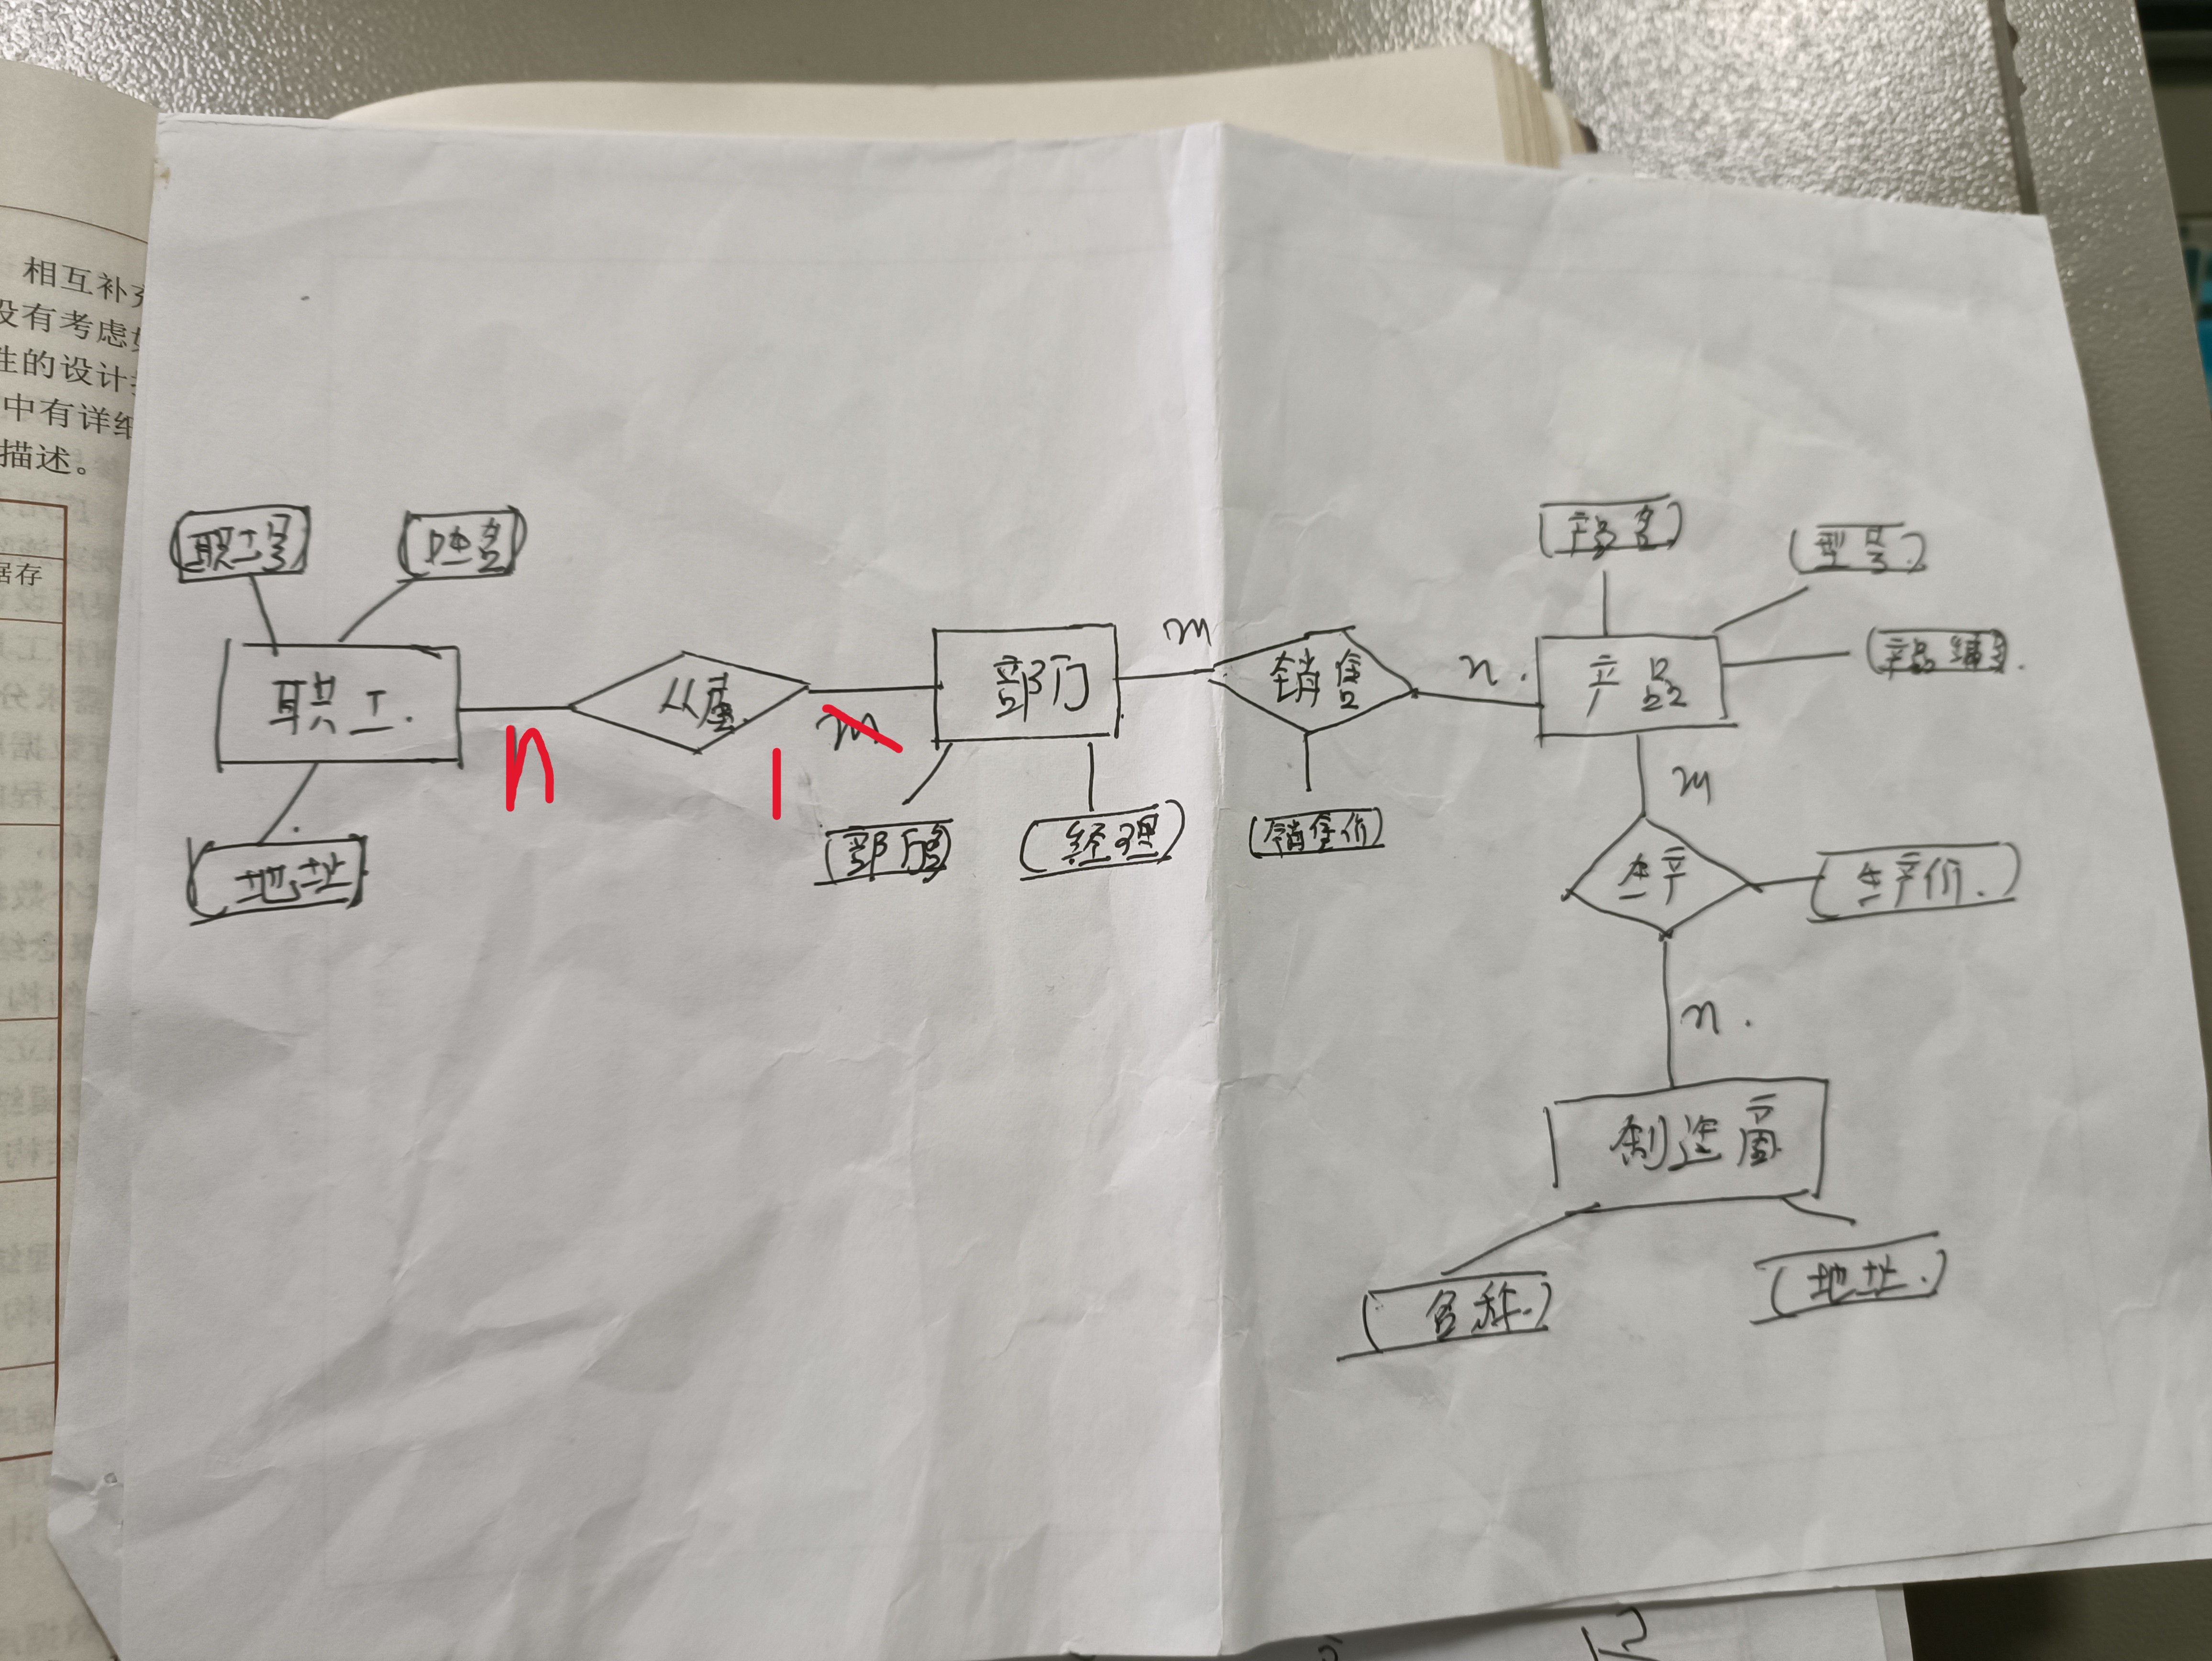 相互补充
没有考虑
性的设计
中有详细
描述。
据存
职工号
姓名
产品名
型号
职工
从属
部门
m
销售
n
产品
产品编号
n
1
m
m
地址
部门名
经理
销售价
生产
生产价
n
制造商
名称
地址